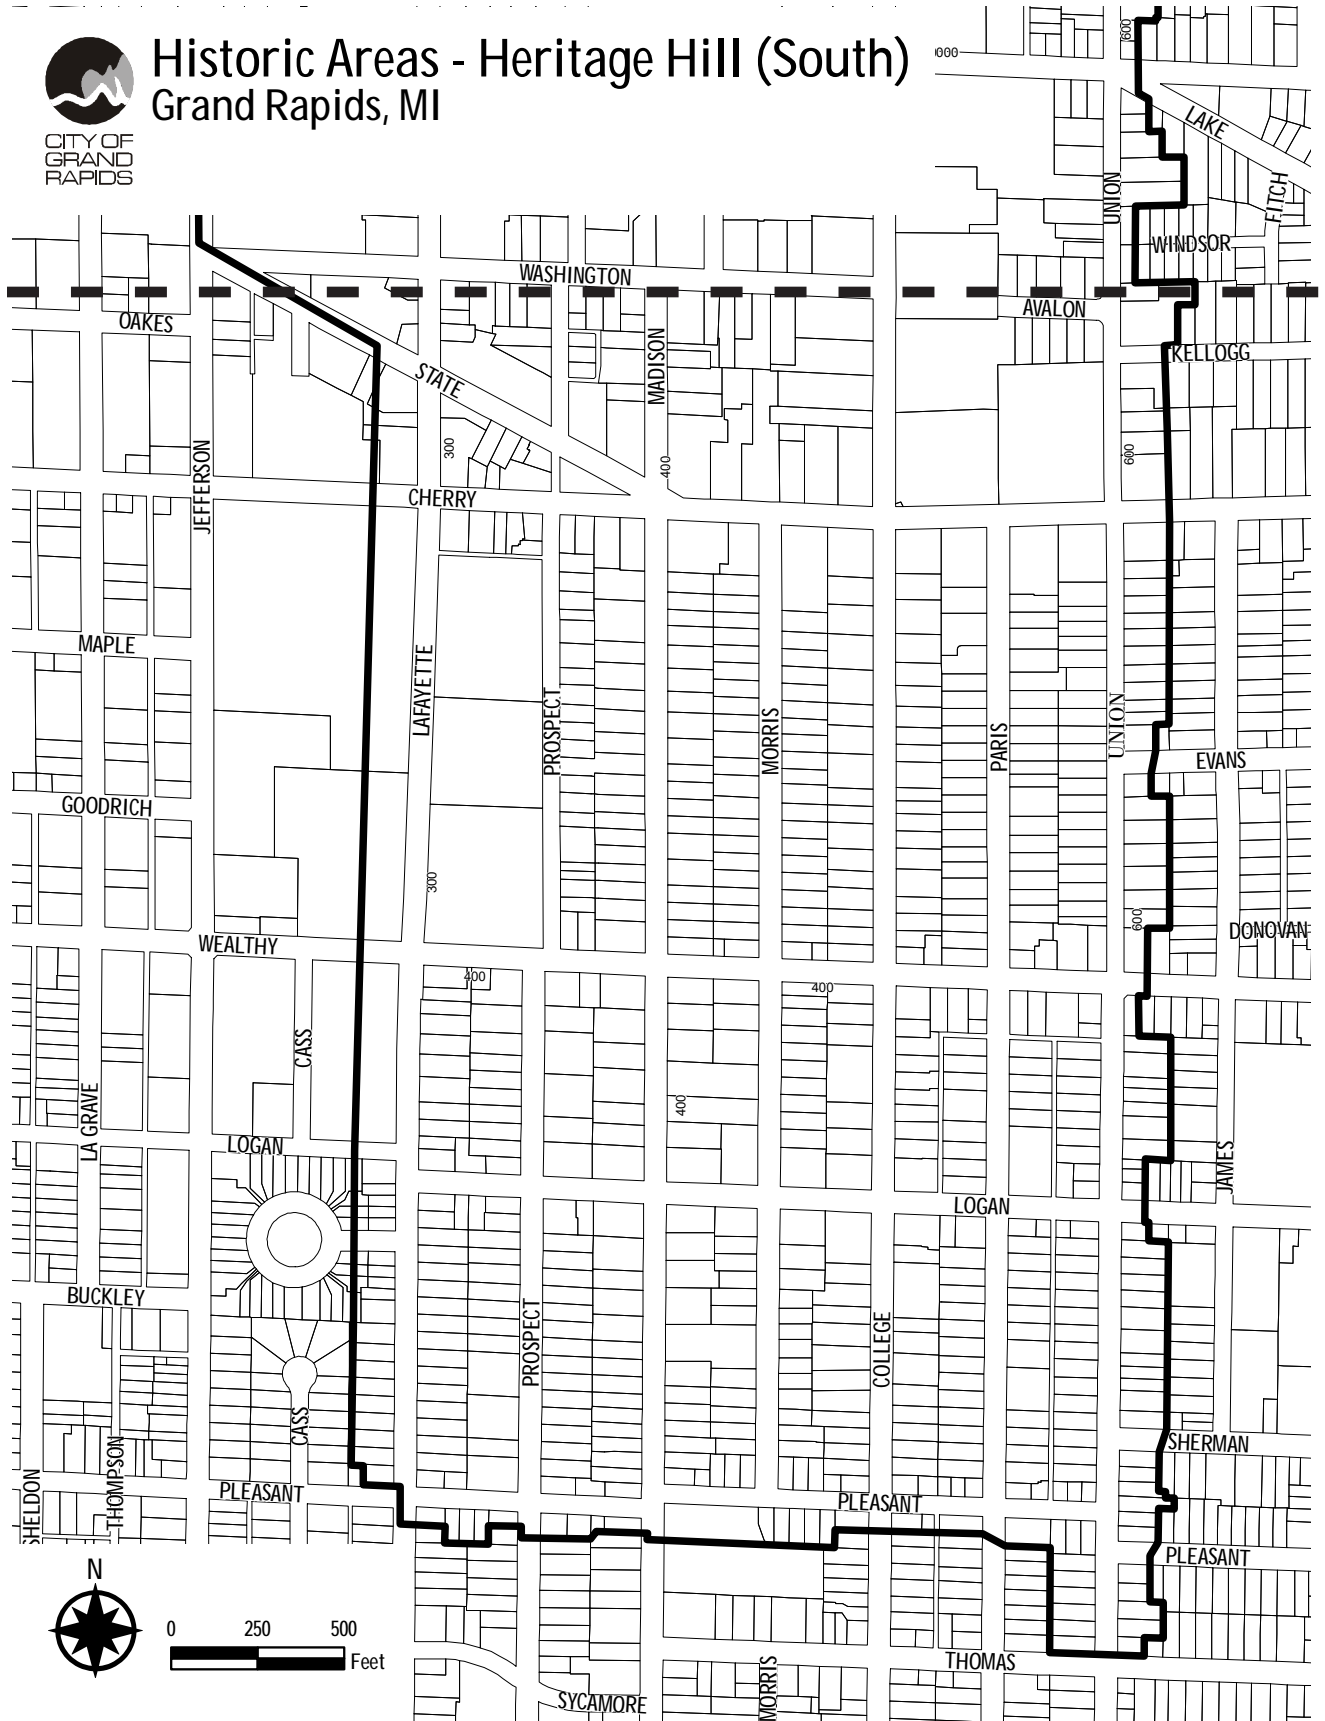 Historic Areas - Heritage Hill (South)
Grand Rapids, MI
CITY OF
GRAND
RAPIDS
600
LAKE
UNION
FITCH
WINDSOR
WASHINGTON
AVALON
OAKES
MADISON
KELLOGG
STATE
300
400
600
JEFFERSON
CHERRY
MAPLE
LAFAYETTE
PROSPECT
MORRIS
PARIS
UNION
EVANS
GOODRICH
300
600
DONOVAN
WEALTHY
400
400
CASS
400
LA GRAVE
LOGAN
JAMES
LOGAN
BUCKLEY
PROSPECT
COLLEGE
CASS
SHERMAN
THOMPSON
SHELDON
PLEASANT
PLEASANT
PLEASANT
N
0 250 500
Feet
THOMAS
MORRIS
SYCAMORE